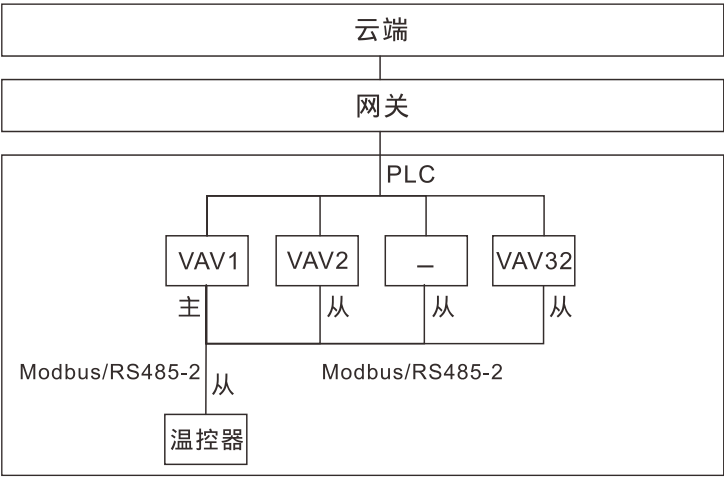 云端
网关
PLC
VAV1 VAV2 – VAV32
主 从 从 从
Modbus/RS485-2 Modbus/RS485-2
从
温控器